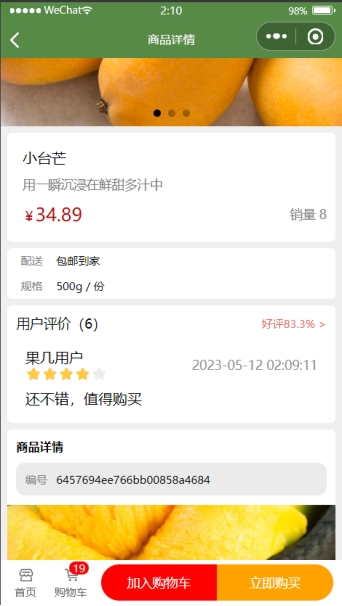 WeChat 2:10 98%
商品详情
小台芒
用一瞬沉浸在鲜甜多汁中
¥34.89 销量 8
配送 包邮到家
规格 500g / 份
用户评价（6） 好评83.3% >
果几用户
2023-05-12 02:09:11
还不错，值得购买
商品详情
编号 6457694ee766bb00858a4684
19
首页 购物车 加入购物车 立即购买